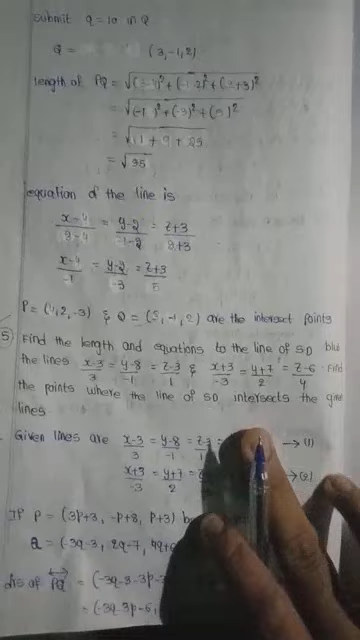 submit q=10 in Q
Q = (3,-1,2)
length of PQ = √(3-4)²+(-1-2)²+(2+3)²
= √(-1)²+(-3)²+(5)²
= √1+9+25
= √35
equation of the line is
x-4/3-4 = y-2/-1-2 = z+3/2+3
x-4/-1 = y-2/-3 = z+3/5
P = (4,2,-3) & Q = (3,-1,2) are the intersect points
5) Find the length and equations to the line of S.D b/w
the lines x-3/3 = y-8/-1 = z-3/1 & x+3/-3 = y+7/2 = z-6/4 Find
the points where the line of S.D intersects the give
lines
Given lines are x-3/3 = y-8/-1 = z-3/1 →(1)
x+3/-3 = y+7/2 = →(2)
If P = (3p+3, -p+8, p+3)
Q = (-3q-3, 2q-7, 4q+6
d.rs of PQ = (-3q-3-3p-3
= (-3q-3p-6,